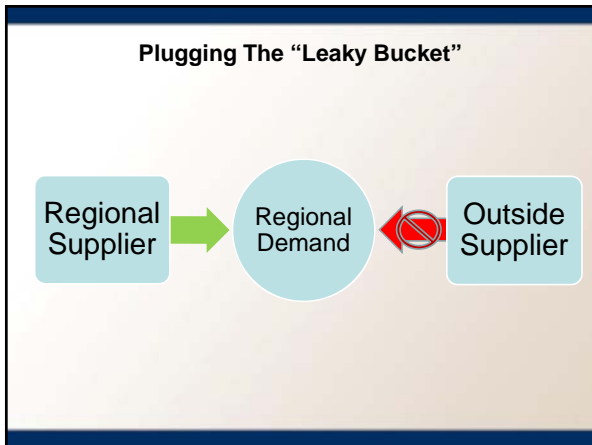 Plugging The “Leaky Bucket”
Regional
Supplier
Regional
Demand
Outside
Supplier